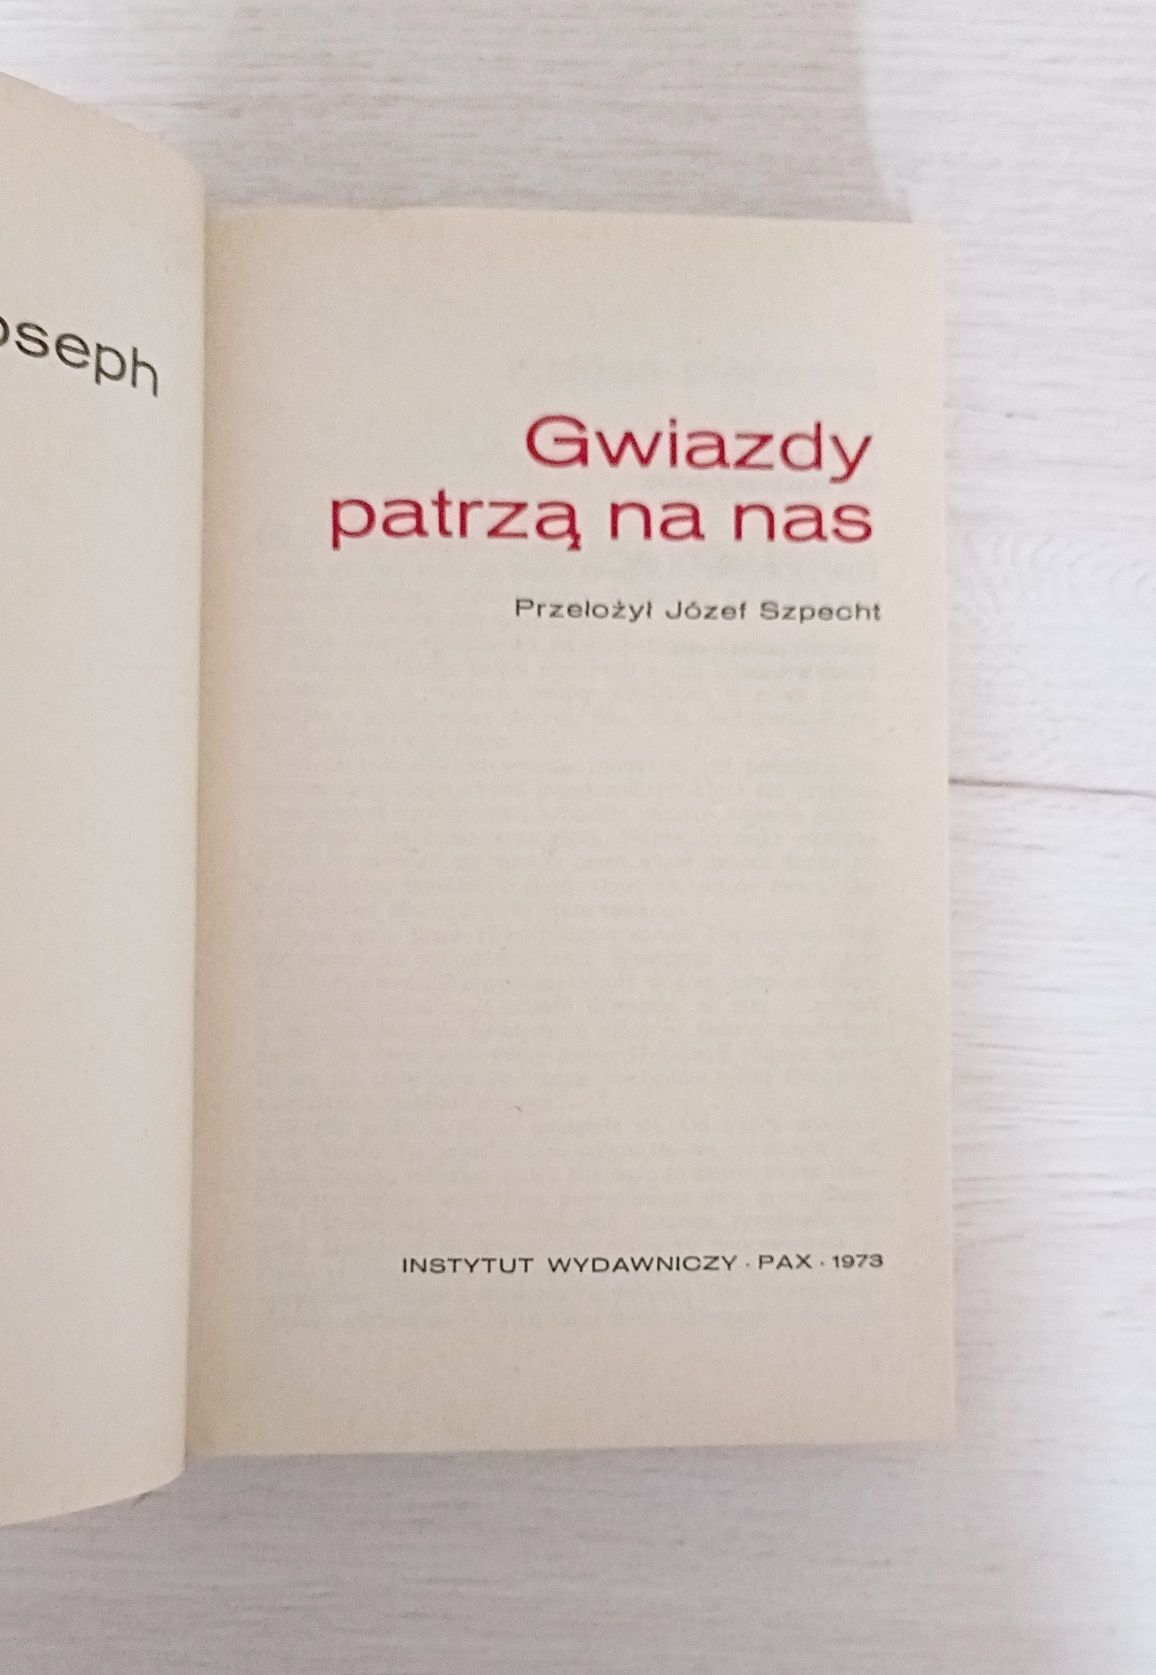 oseph
Gwiazdy
patrzą na nas
Przełożył Józef Szpecht
INSTYTUT WYDAWNICZY · PAX · 1973